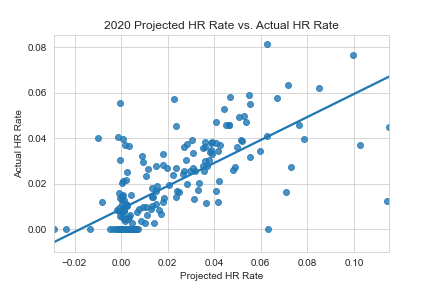 2020 Projected HR Rate vs. Actual HR Rate
0.08
0.06
0.04
0.02
0.00
Actual HR Rate
−0.02 0.00 0.02 0.04 0.06 0.08 0.10
Projected HR Rate